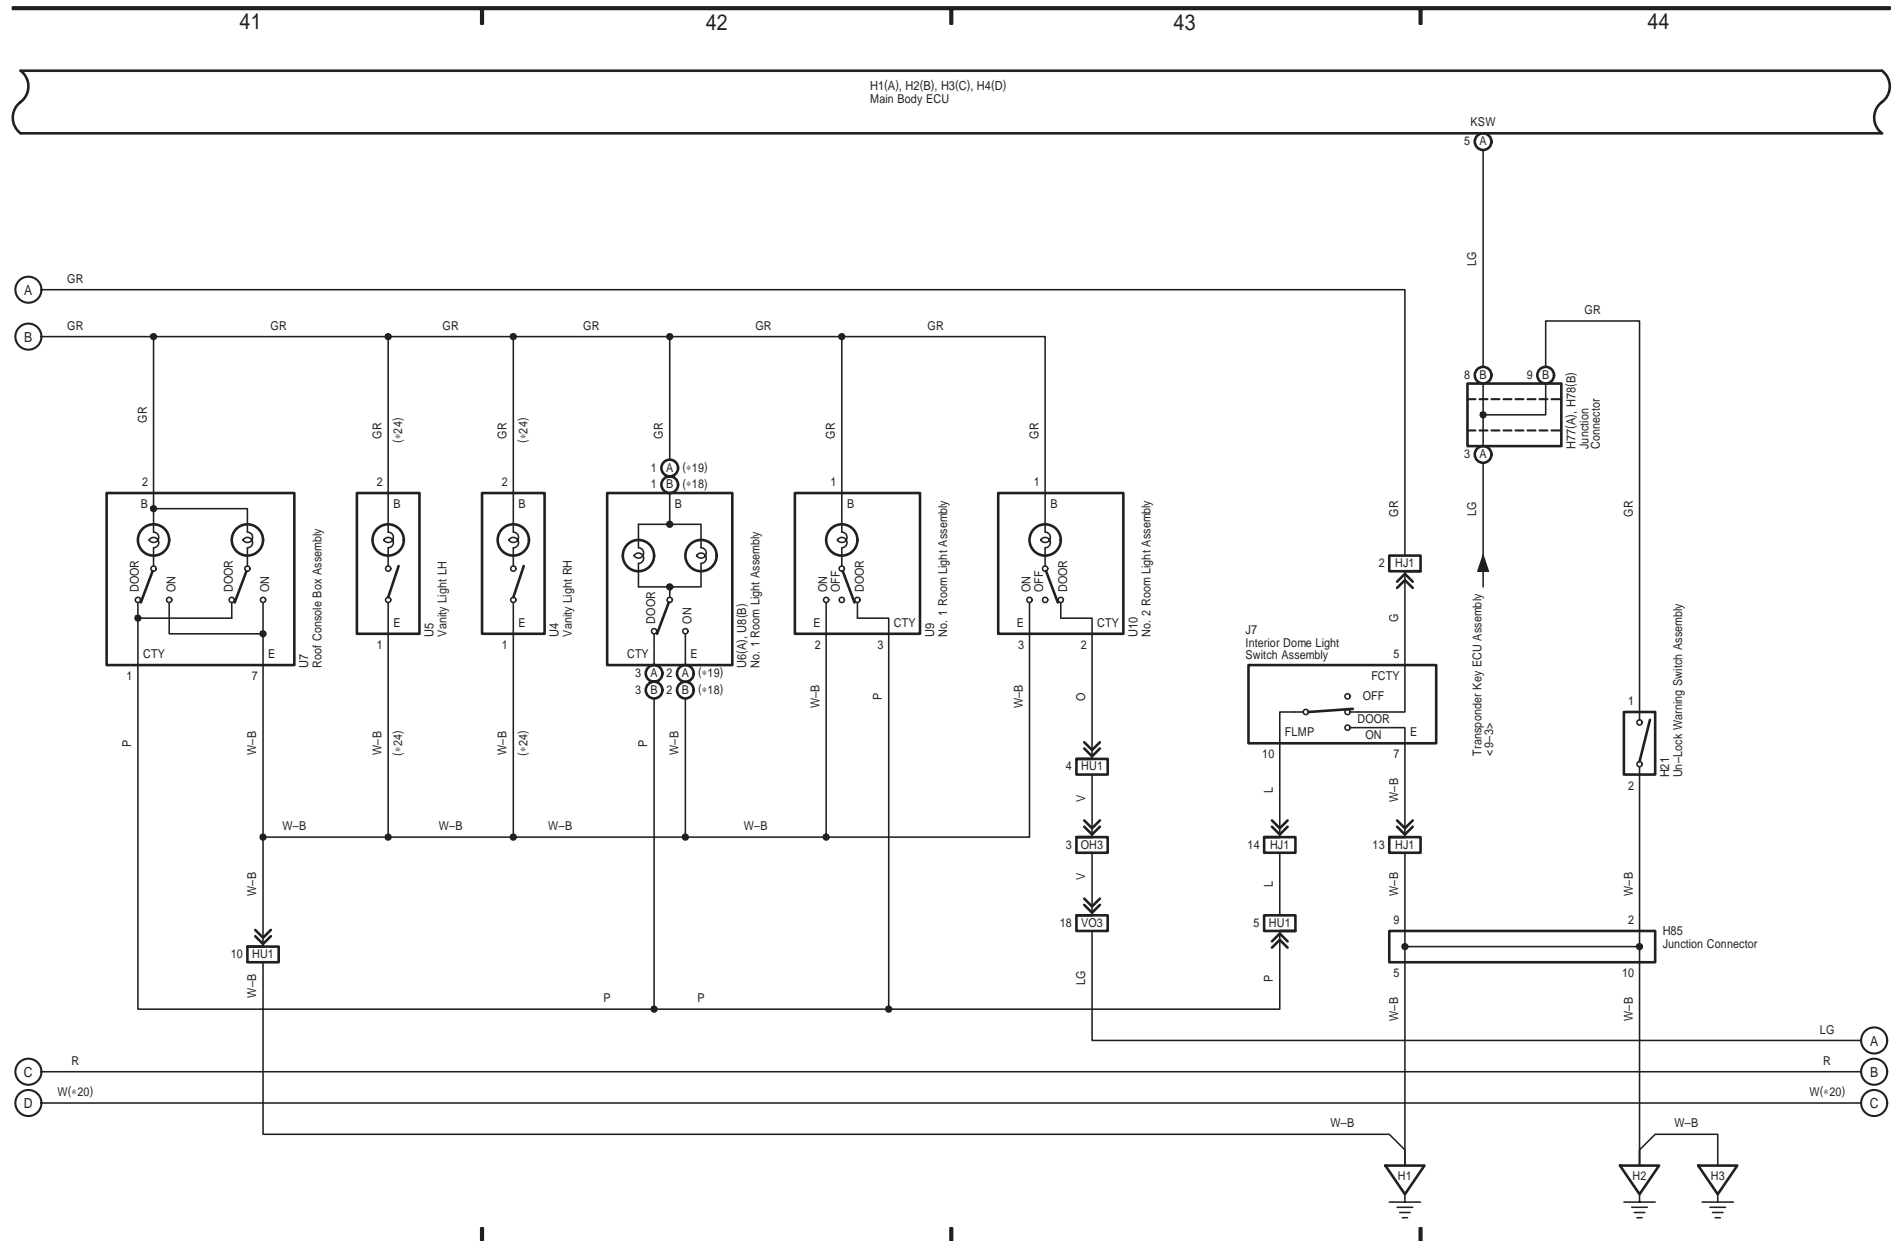 41
42
43
44
H1(A), H2(B), H3(C), H4(D)
Main Body ECU
KSW
5 A
LG
A GR
GR
B GR GR GR GR GR GR
8 B 9 B
H77(A), H78(B)
Junction
Connector
3 A
LG
GR
GR
(*24)
GR
(*24)
GR
GR
GR
GR
GR
1 A (*19)
1 B (*18)
2
2
2
1
1
B
B
B
B
B
B
DOOR
ON
DOOR
ON
DOOR
ON
ON
OFF
DOOR
ON
OFF
DOOR
CTY
E
E
E
CTY
E
E
CTY
E
CTY
U7
Roof Console Box Assembly
U5
Vanity Light LH
U4
Vanity Light RH
U6(A), U8(B)
No. 1 Room Light Assembly
U9
No. 1 Room Light Assembly
U10
No. 2 Room Light Assembly
1
7
1
1
3 A 2 A (*19)
3 B 2 B (*18)
2
3
3
2
2 HJ1
G
J7
Interior Dome Light
Switch Assembly
5
FCTY
OFF
DOOR
ON
FLMP
E
10
7
Transponder Key ECU Assembly
<9–3>
1
H21
Un–Lock Warning Switch Assembly
2
P
W–B
W–B
(*24)
W–B
(*24)
P
W–B
W–B
P
W–B
O
4 HU1
V
L
W–B
W–B W–B W–B W–B
3 OH3
14 HJ1
13 HJ1
W–B
V
L
W–B
W–B
18 VO3
5 HU1
9
2
H85
Junction Connector
10 HU1
W–B
5
10
LG
P
W–B
W–B
P
P
LG A
C R
R B
D W(*20)
W(*20) C
W–B
W–B
H1
H2
H3